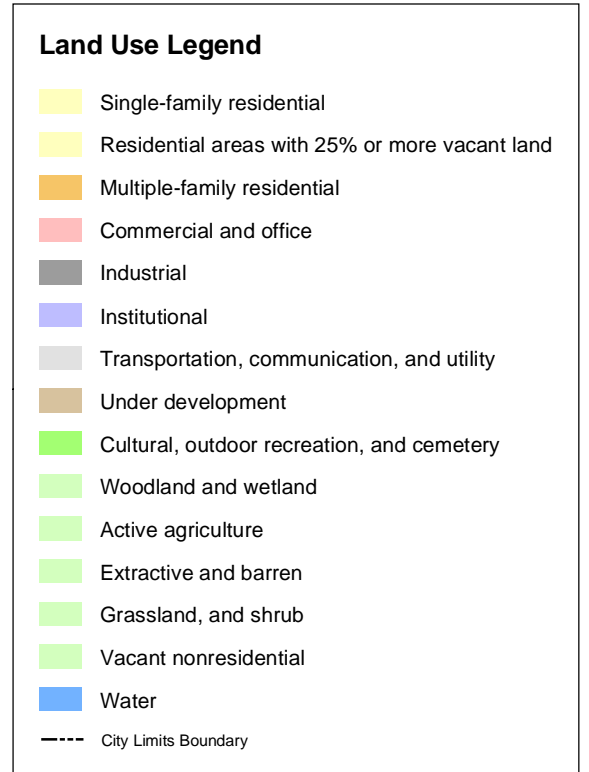 Land Use Legend
Single-family residential
Residential areas with 25% or more vacant land
Multiple-family residential
Commercial and office
Industrial
Institutional
Transportation, communication, and utility
Under development
Cultural, outdoor recreation, and cemetery
Woodland and wetland
Active agriculture
Extractive and barren
Grassland, and shrub
Vacant nonresidential
Water
City Limits Boundary